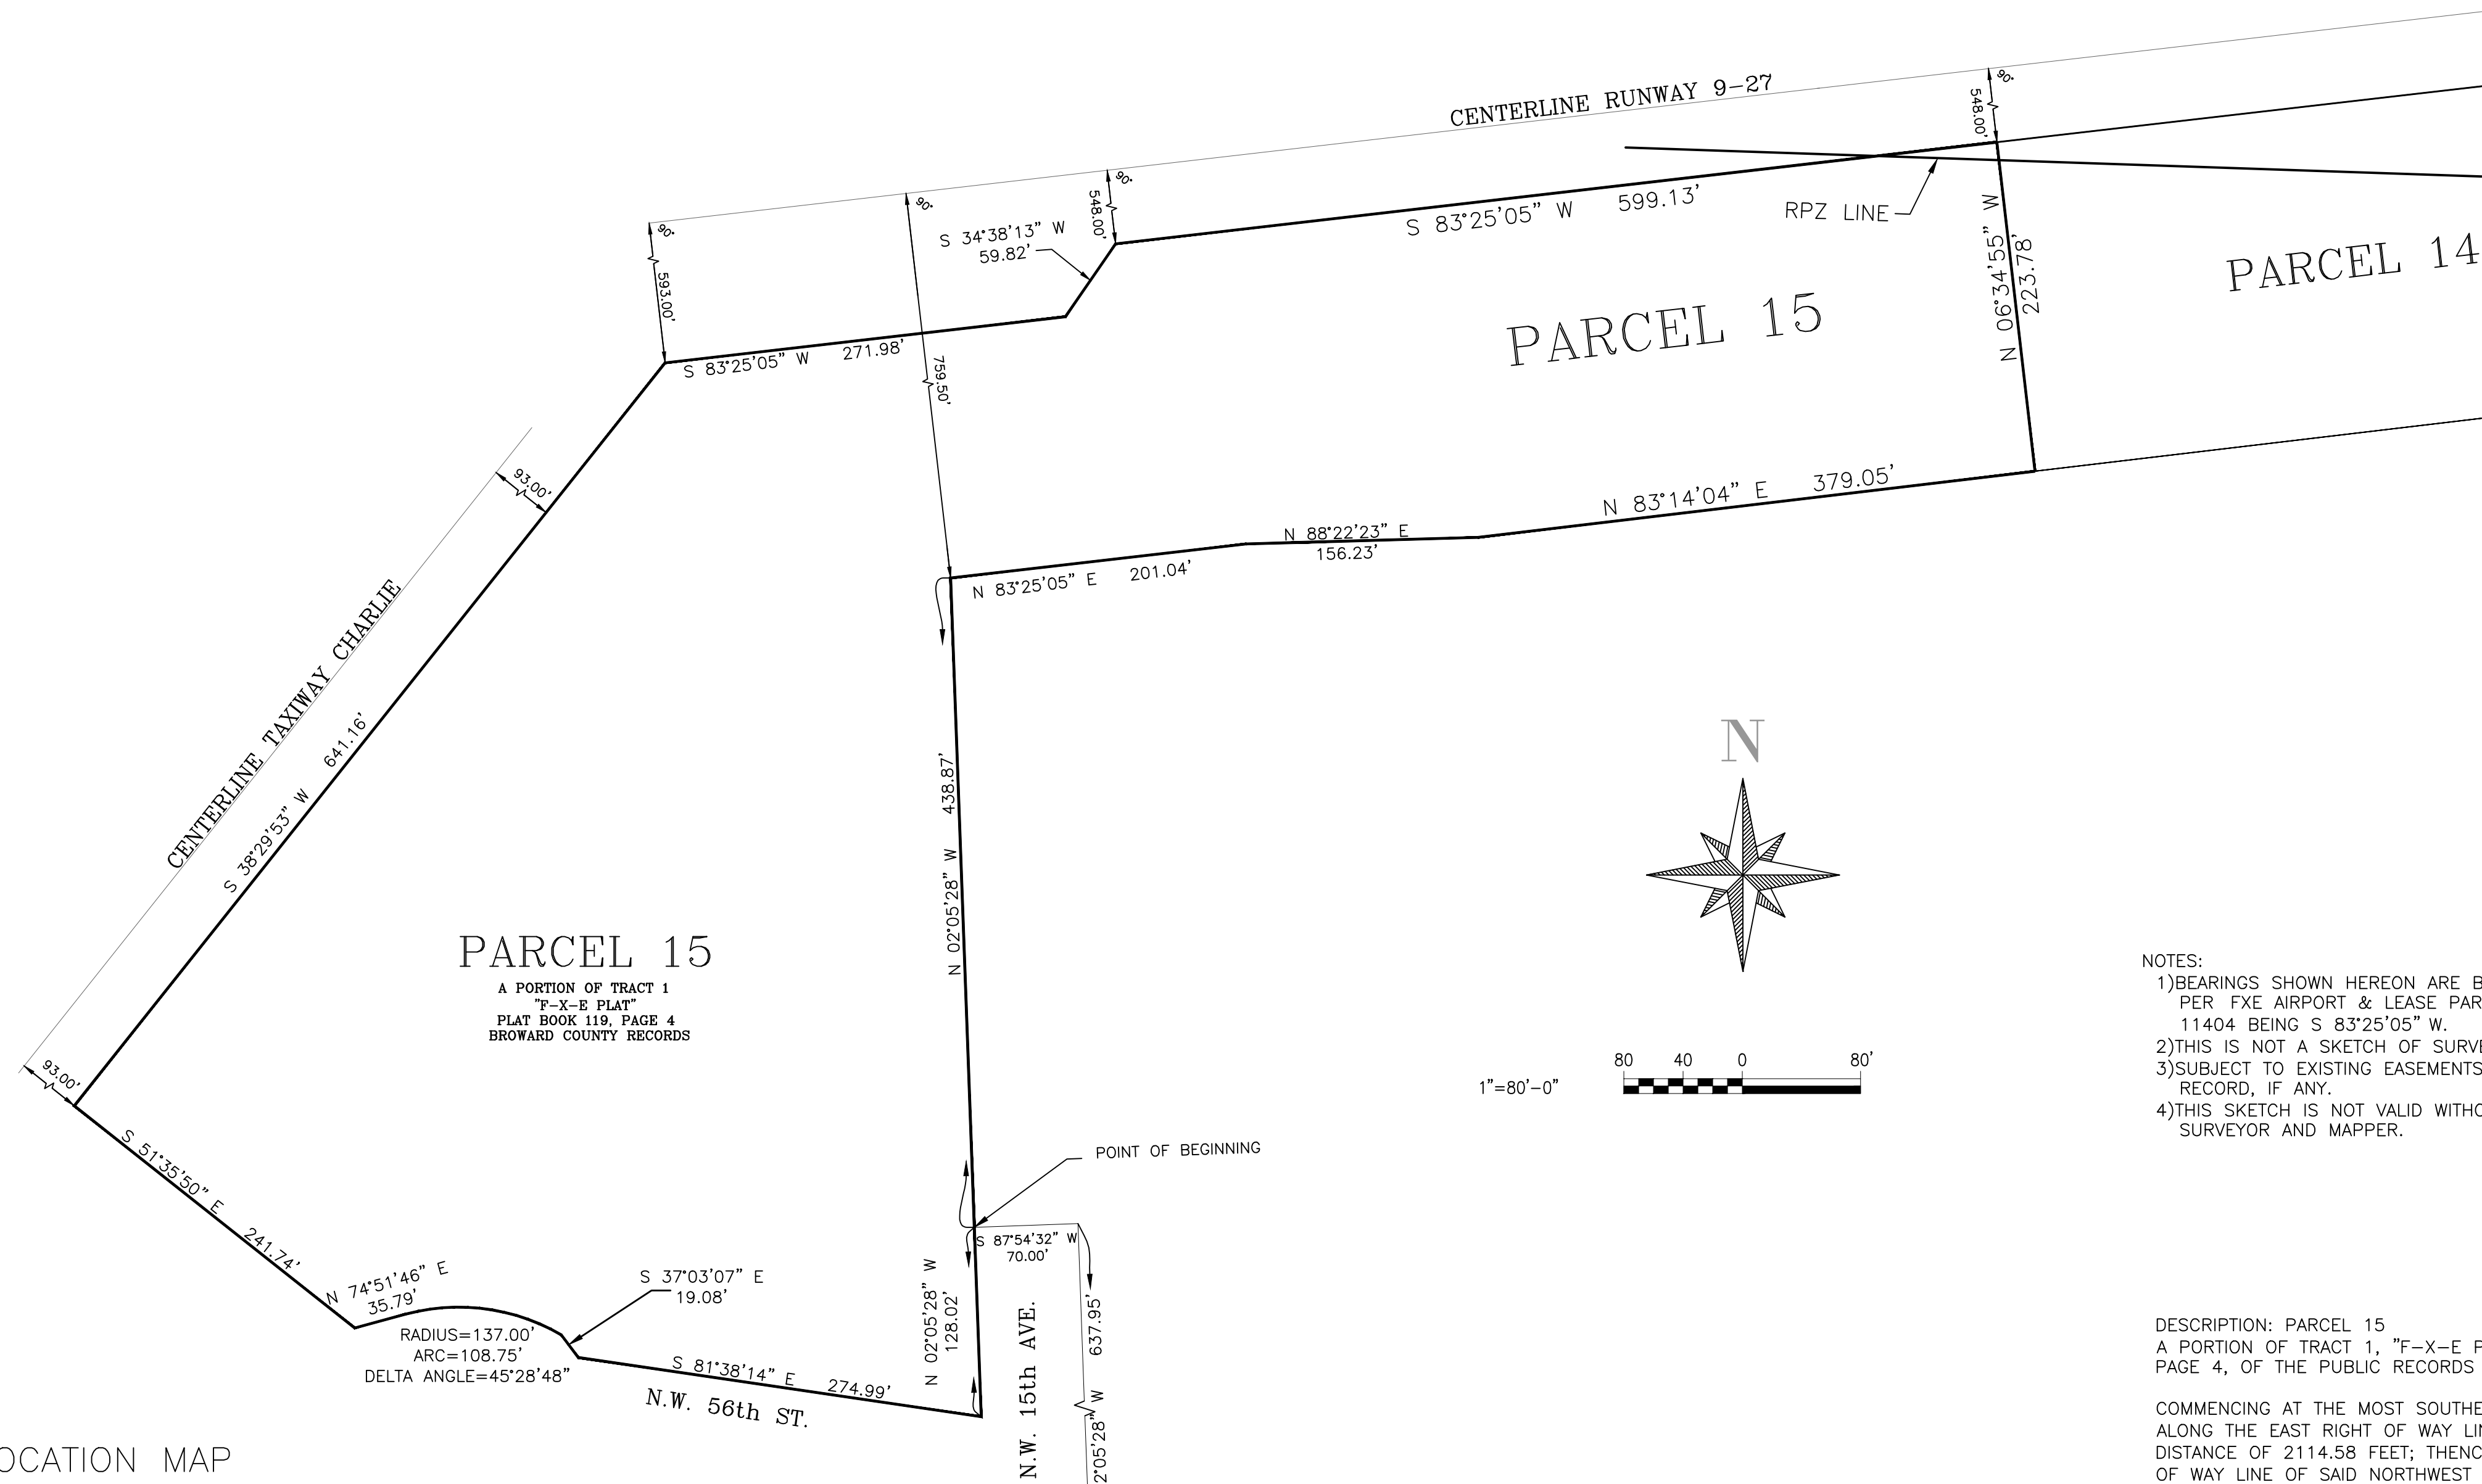 CENTERLINE RUNWAY 9-27
90°
548.00'
90°
548.00'
90°
90°
593.00'
S 34°38'13" W
59.82'
S 83°25'05" W 599.13'
RPZ LINE
N 06°34'55" W
223.78'
PARCEL 14
PARCEL 15
S 83°25'05" W 271.98'
759.50'
93.00'
N 83°14'04" E 379.05'
N 88°22'23" E
156.23'
N 83°25'05" E 201.04'
CENTERLINE TAXIWAY CHARLIE
S 38°29'53" W 641.16'
N 02°05'28" W 438.87'
N
PARCEL 15
A PORTION OF TRACT 1
"F-X-E PLAT"
PLAT BOOK 119, PAGE 4
BROWARD COUNTY RECORDS
93.00'
1"=80'-0"
80 40 0 80'
NOTES:
1)BEARINGS SHOWN HEREON ARE B
PER FXE AIRPORT & LEASE PAR
11404 BEING S 83°25'05" W.
2)THIS IS NOT A SKETCH OF SURVE
3)SUBJECT TO EXISTING EASEMENTS
RECORD, IF ANY.
4)THIS SKETCH IS NOT VALID WITHO
SURVEYOR AND MAPPER.
POINT OF BEGINNING
S 51°35'50" E 241.74'
S 87°54'32" W
70.00'
N 74°51'46" E
35.79'
S 37°03'07" E
19.08'
RADIUS=137.00'
ARC=108.75'
DELTA ANGLE=45°28'48"
S 81°38'14" E 274.99'
N.W. 56th ST.
N 02°05'28" W
128.02'
N.W. 15th AVE.
2°05'28" W 637.95'
DESCRIPTION: PARCEL 15
A PORTION OF TRACT 1, "F-X-E P
PAGE 4, OF THE PUBLIC RECORDS
COMMENCING AT THE MOST SOUTHE
ALONG THE EAST RIGHT OF WAY LIN
DISTANCE OF 2114.58 FEET; THENC
OF WAY LINE OF SAID NORTHWEST
OCATION MAP